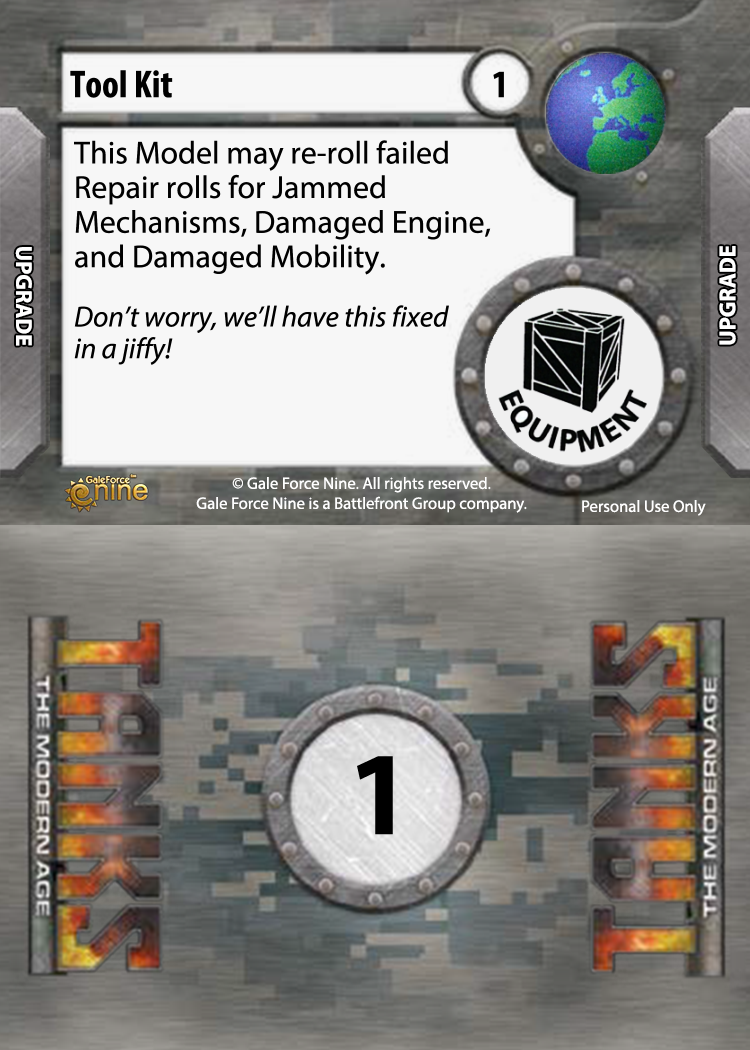 Tool Kit
1
This Model may re-roll failed
Repair rolls for Jammed
Mechanisms, Damaged Engine,
and Damaged Mobility.
Don't worry, we'll have this fixed
in a jiffy!
UPGRADE
UPGRADE
EQUIPMENT
GaleForce™
nine
© Gale Force Nine. All rights reserved.
Gale Force Nine is a Battlefront Group company.
Personal Use Only
TANKS
THE MODERN AGE
1
TANKS
THE MODERN AGE